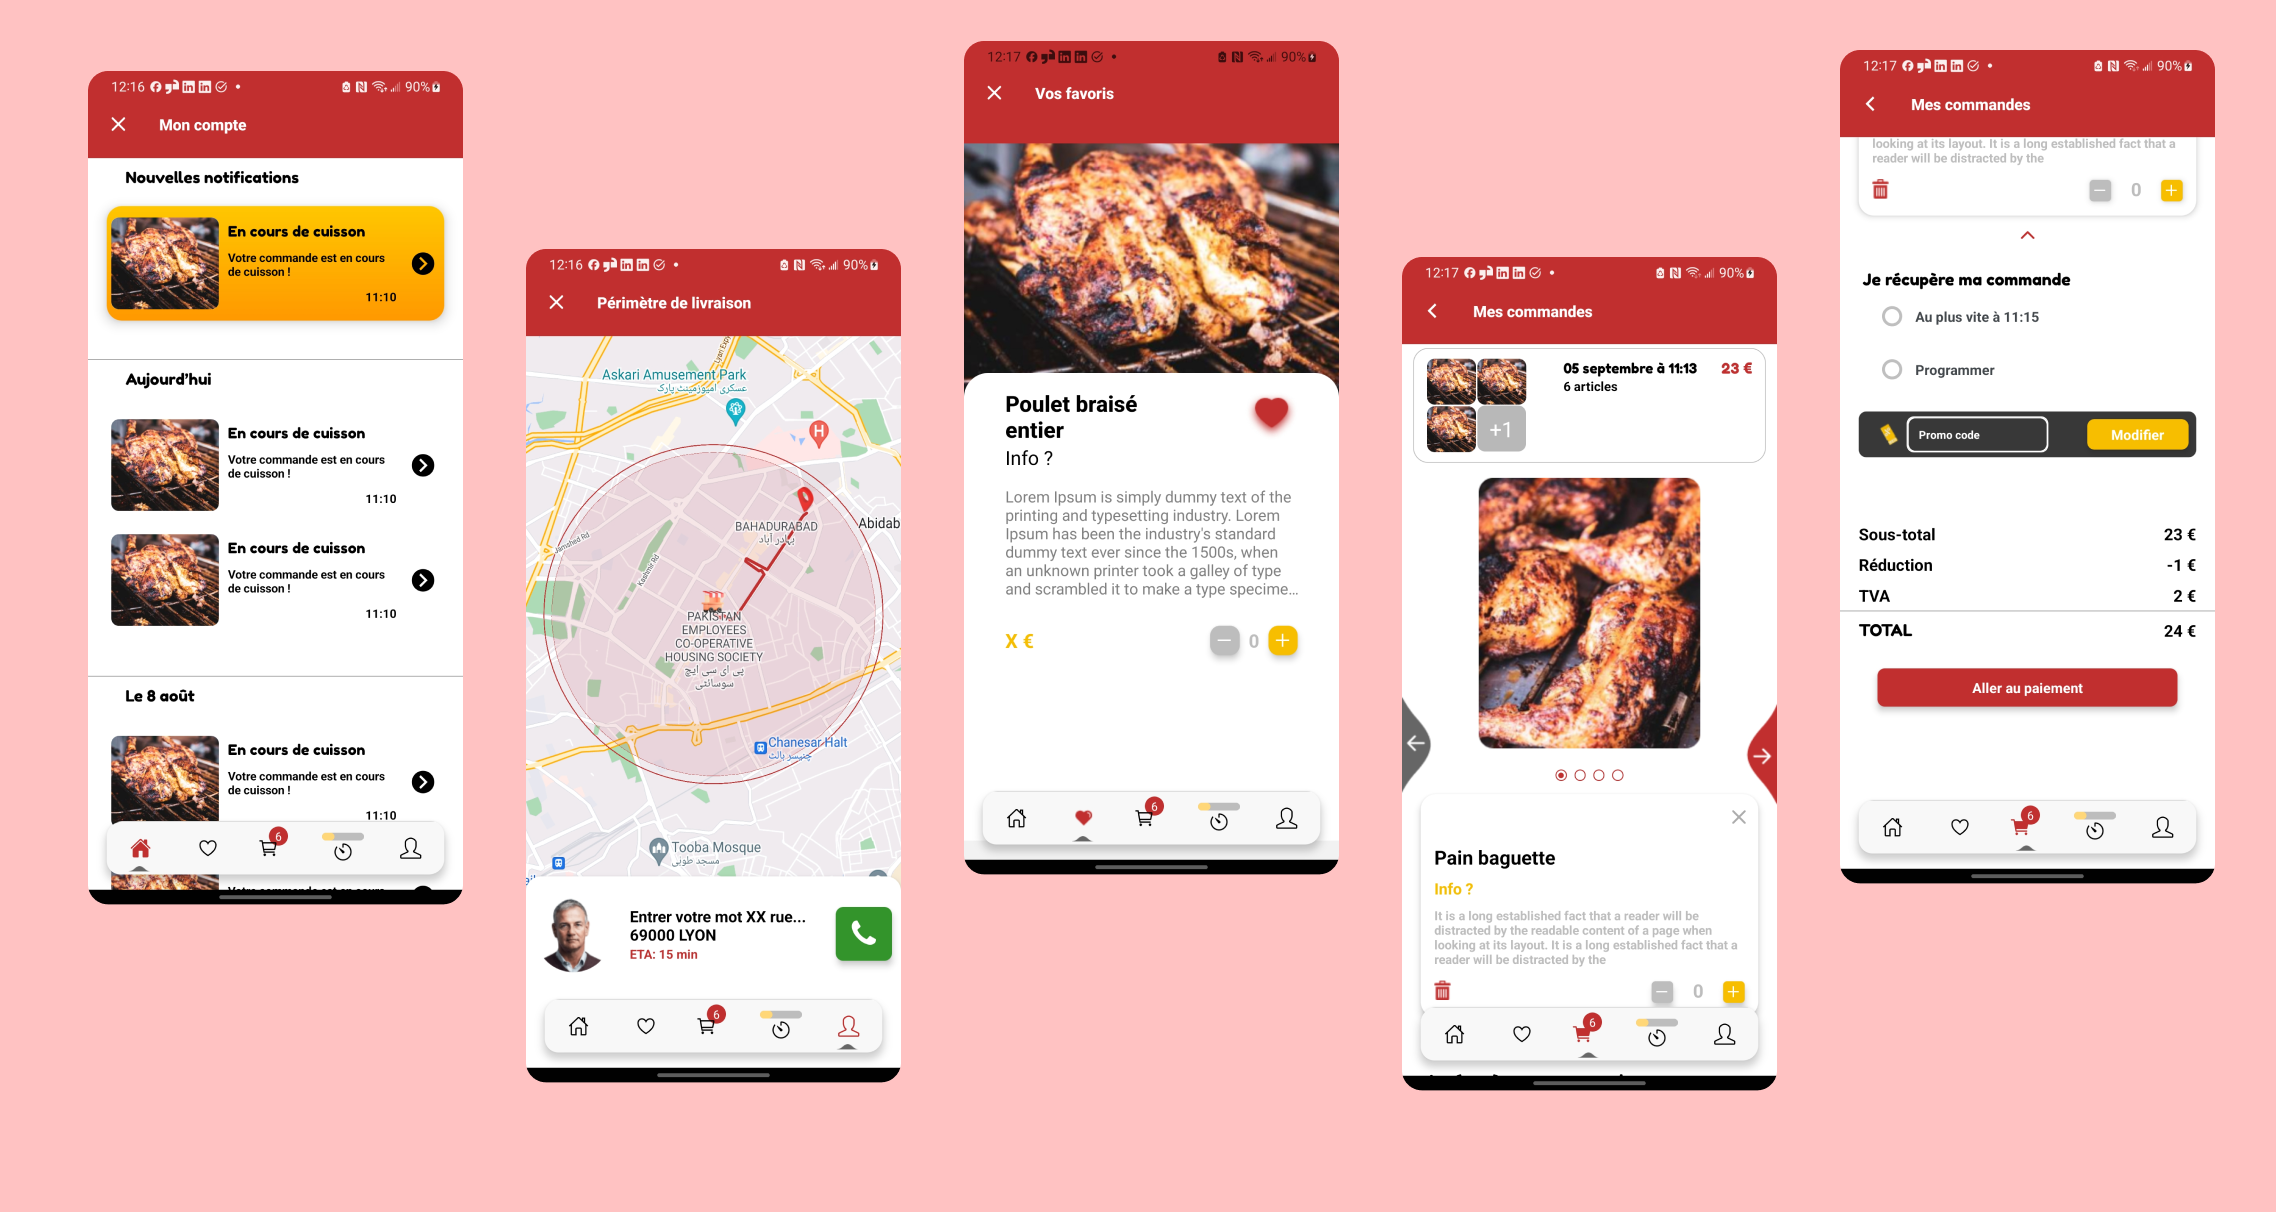 12:16
90%
Mon compte
Nouvelles notifications
En cours de cuisson
Votre commande est en cours
de cuisson !
11:10
Aujourd'hui
En cours de cuisson
Votre commande est en cours
de cuisson !
11:10
En cours de cuisson
Votre commande est en cours
de cuisson !
11:10
Le 8 août
En cours de cuisson
Votre commande est en cours
de cuisson !
11:10
6
12:16
90%
Périmètre de livraison
Lyari Exp
Askari Amusement Park
عسکری امیوزمینٹ پارک
H
BAHADURABAD
بہادر آباد
Abidab
Jamshed Rd
Kashmir Rd
PAKISTAN
EMPLOYEES
CO-OPERATIVE
HOUSING SOCIETY
پی ای سی ایچ
سوسائٹی
Chanesar Halt
چنیسر ہالٹ
Tooba Mosque
مسجد طوبٰی
Entrer votre mot XX rue...
69000 LYON
ETA: 15 min
6
12:17
90%
Vos favoris
Poulet braisé
entier
Info ?
Lorem Ipsum is simply dummy text of the
printing and typesetting industry. Lorem
Ipsum has been the industry's standard
dummy text ever since the 1500s, when
an unknown printer took a galley of type
and scrambled it to make a type specime...
X €
0
6
12:17
90%
Mes commandes
05 septembre à 11:13 23 €
6 articles
+1
Pain baguette
Info ?
It is a long established fact that a reader will be
distracted by the readable content of a page when
looking at its layout. It is a long established fact that a
reader will be distracted by the
0
6
12:17
90%
Mes commandes
looking at its layout. It is a long established fact that a
reader will be distracted by the
0
Je récupère ma commande
Au plus vite à 11:15
Programmer
Promo code
Modifier
Sous-total 23 €
Réduction -1 €
TVA 2 €
TOTAL 24 €
Aller au paiement
6